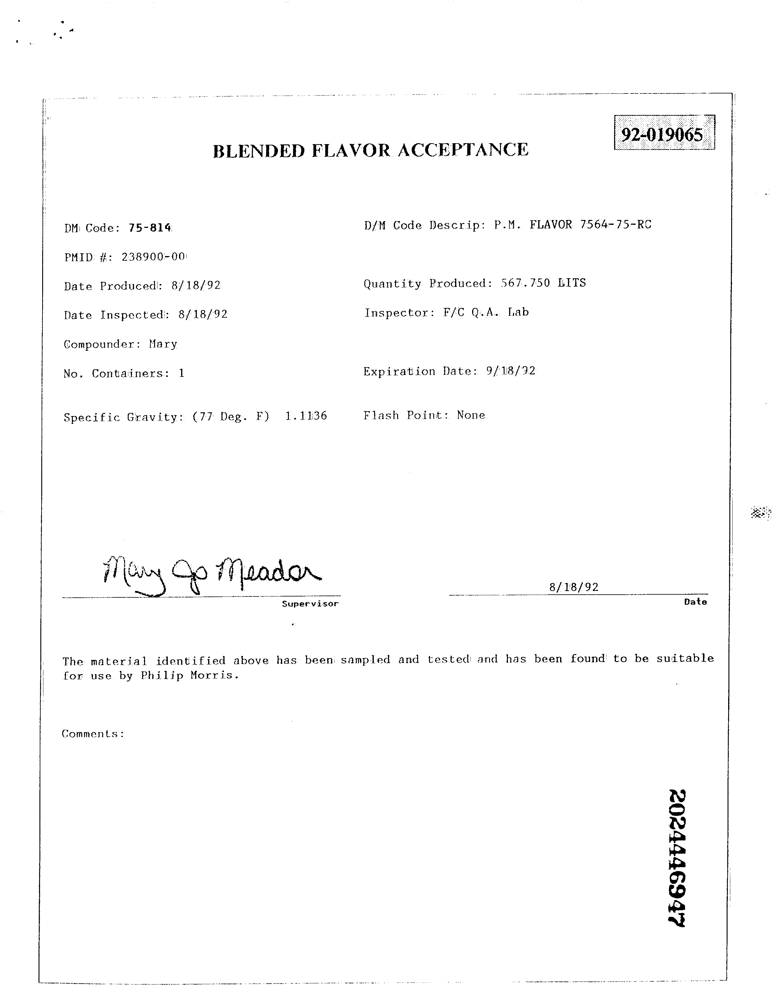 92-019065
BLENDED FLAVOR ACCEPTANCE
DM Code: 75-814
D/M Code Descrip: P.M. FLAVOR 7564-75-RC
PMID #: 238900-00
Date Produced: 8/18/92
Quantity Produced: 567.750 LITS
Date Inspected: 8/18/92
Inspector: F/C Q.A. Lab
Compounder: Mary
No. Containers: 1
Expiration Date: 9/18/92
Specific Gravity: (77 Deg. F) 1.1136
Flash Point: None
Mary Jo Meador
8/18/92
Supervisor
Date
The material identified above has been sampled and tested and has been found to be suitable
for use by Philip Morris.
Comments:
2024446947